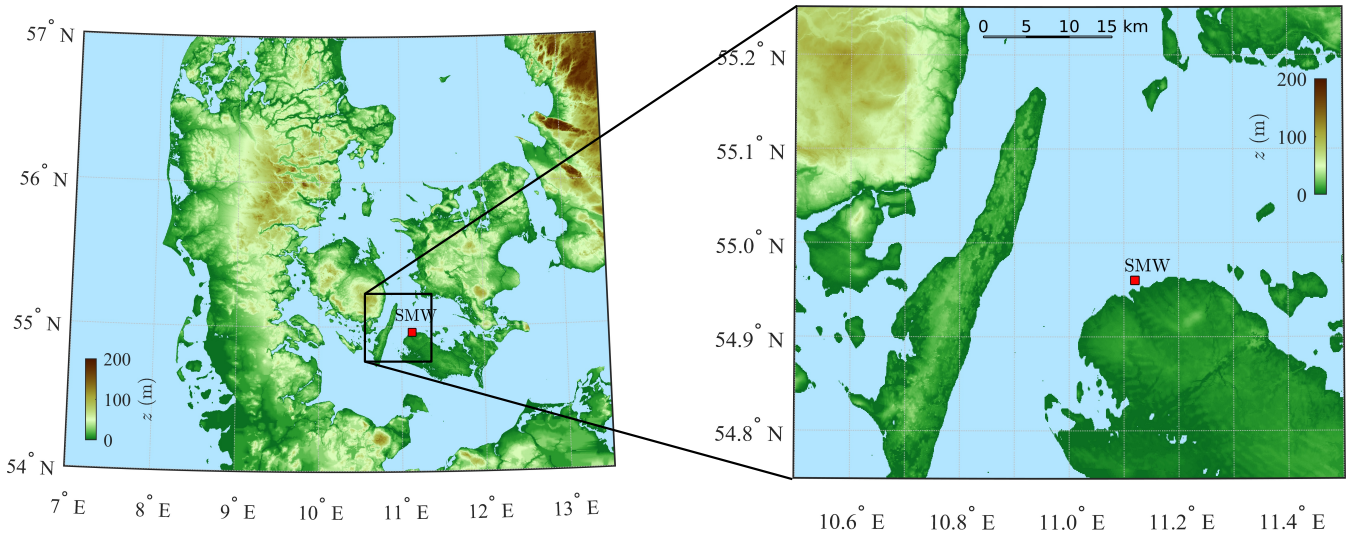 57° N
56° N
55° N
54° N
7° E
8° E
9° E
10° E
11° E
12° E
13° E
200
100
0
z (m)
SMW
0 5 10 15 km
55.2° N
55.1° N
55.0° N
54.9° N
54.8° N
10.6° E
10.8° E
11.0° E
11.2° E
11.4° E
200
100
0
z (m)
SMW